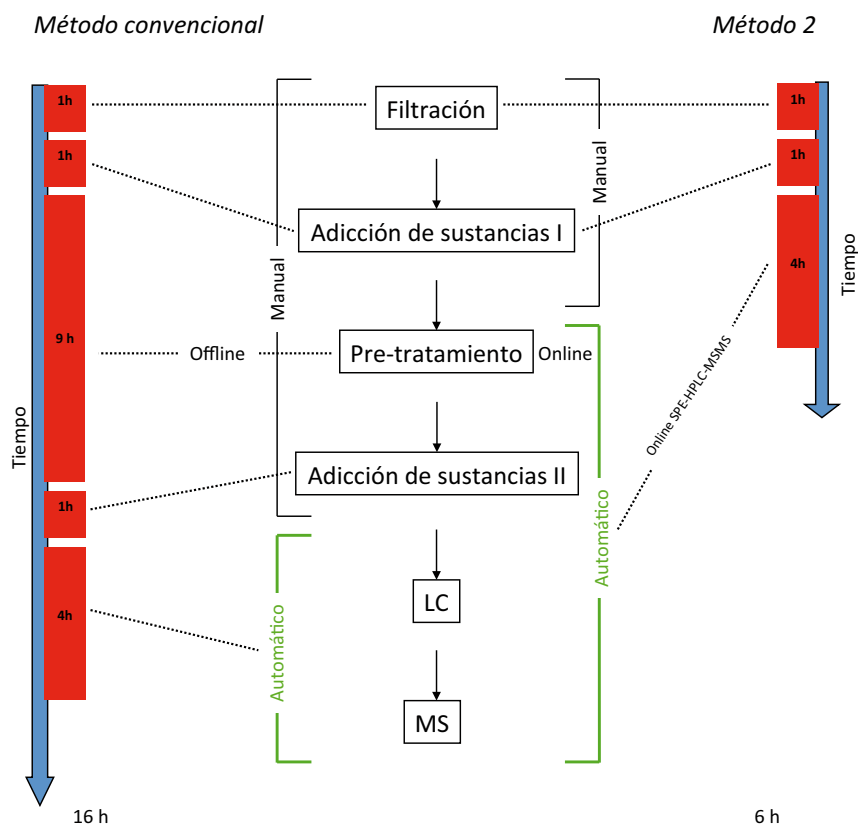 Método convencional
Método 2
1h
Filtración
1h
1h
Manual
1h
Adicción de sustancias I
Manual
4h
Tiempo
9 h
Offline
Pre-tratamiento
Online
Online SPE-HPLC-MSMS
Tiempo
Adicción de sustancias II
1h
Automático
LC
4h
Automático
MS
16 h
6 h